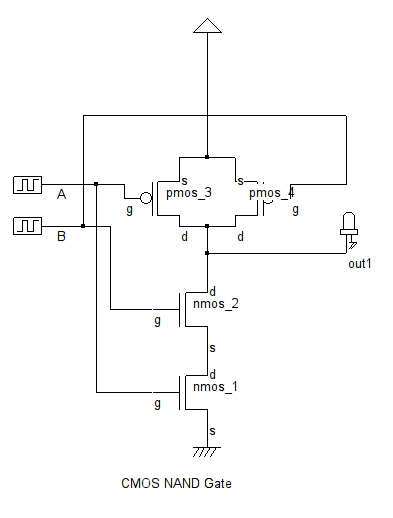 s
s
A
pmos_3
pmos_4
g
g
B
d
d
out1
d
nmos_2
g
s
d
nmos_1
g
s
CMOS NAND Gate